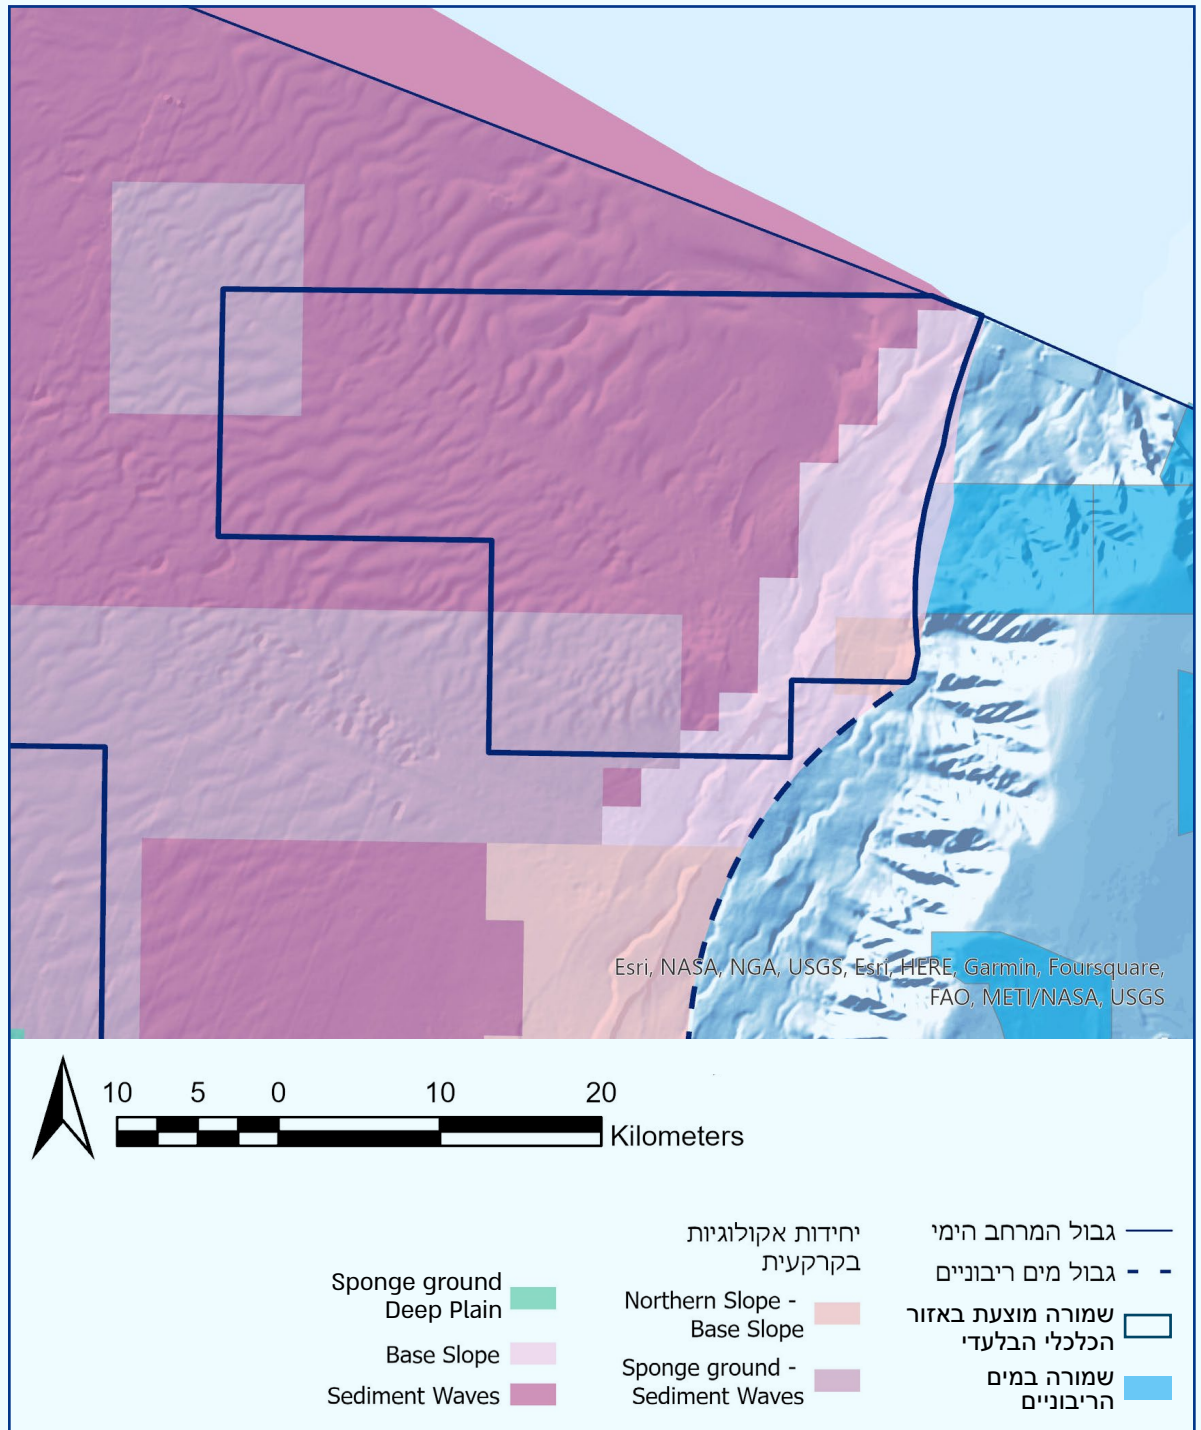 Esri, NASA, NGA, USGS, Esri, HERE, Garmin, Foursquare,
FAO, METI/NASA, USGS
10 5 0 10 20
Kilometers
גבול המרחב הימי
גבול מים ריבוניים
שמורה מוצעת באזור
הכלכלי הבלעדי
שמורה במים
הריבוניים
יחידות אקולוגיות
בקרקעית
Northern Slope -
Base Slope
Sponge ground -
Sediment Waves
Sponge ground
Deep Plain
Base Slope
Sediment Waves